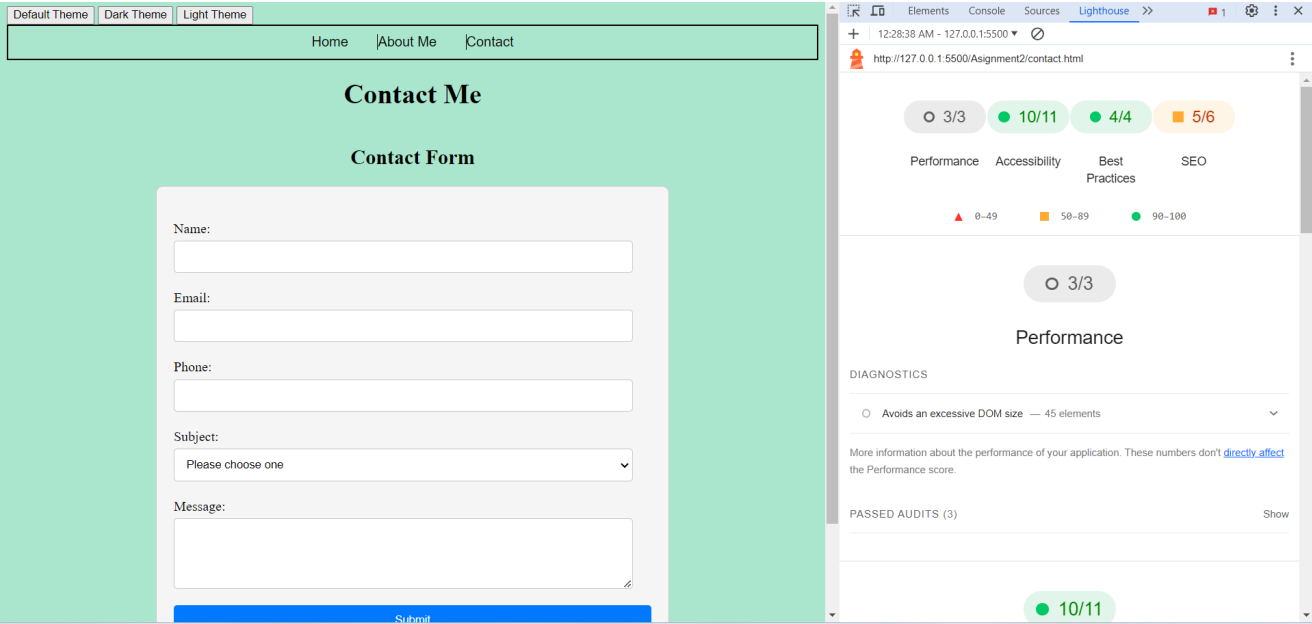 Default Theme Dark Theme Light Theme
Home About Me Contact
Contact Me
Contact Form
Name:
Email:
Phone:
Subject:
Please choose one
Message:
Submit
Elements Console Sources Lighthouse 1
12:28:38 AM - 127.0.0.1:5500
http://127.0.0.1:5500/Asignment2/contact.html
3/3 10/11 4/4 5/6
Performance Accessibility Best Practices SEO
0–49 50–89 90–100
3/3
Performance
DIAGNOSTICS
Avoids an excessive DOM size — 45 elements
More information about the performance of your application. These numbers don't directly affect
the Performance score.
PASSED AUDITS (3) Show
10/11